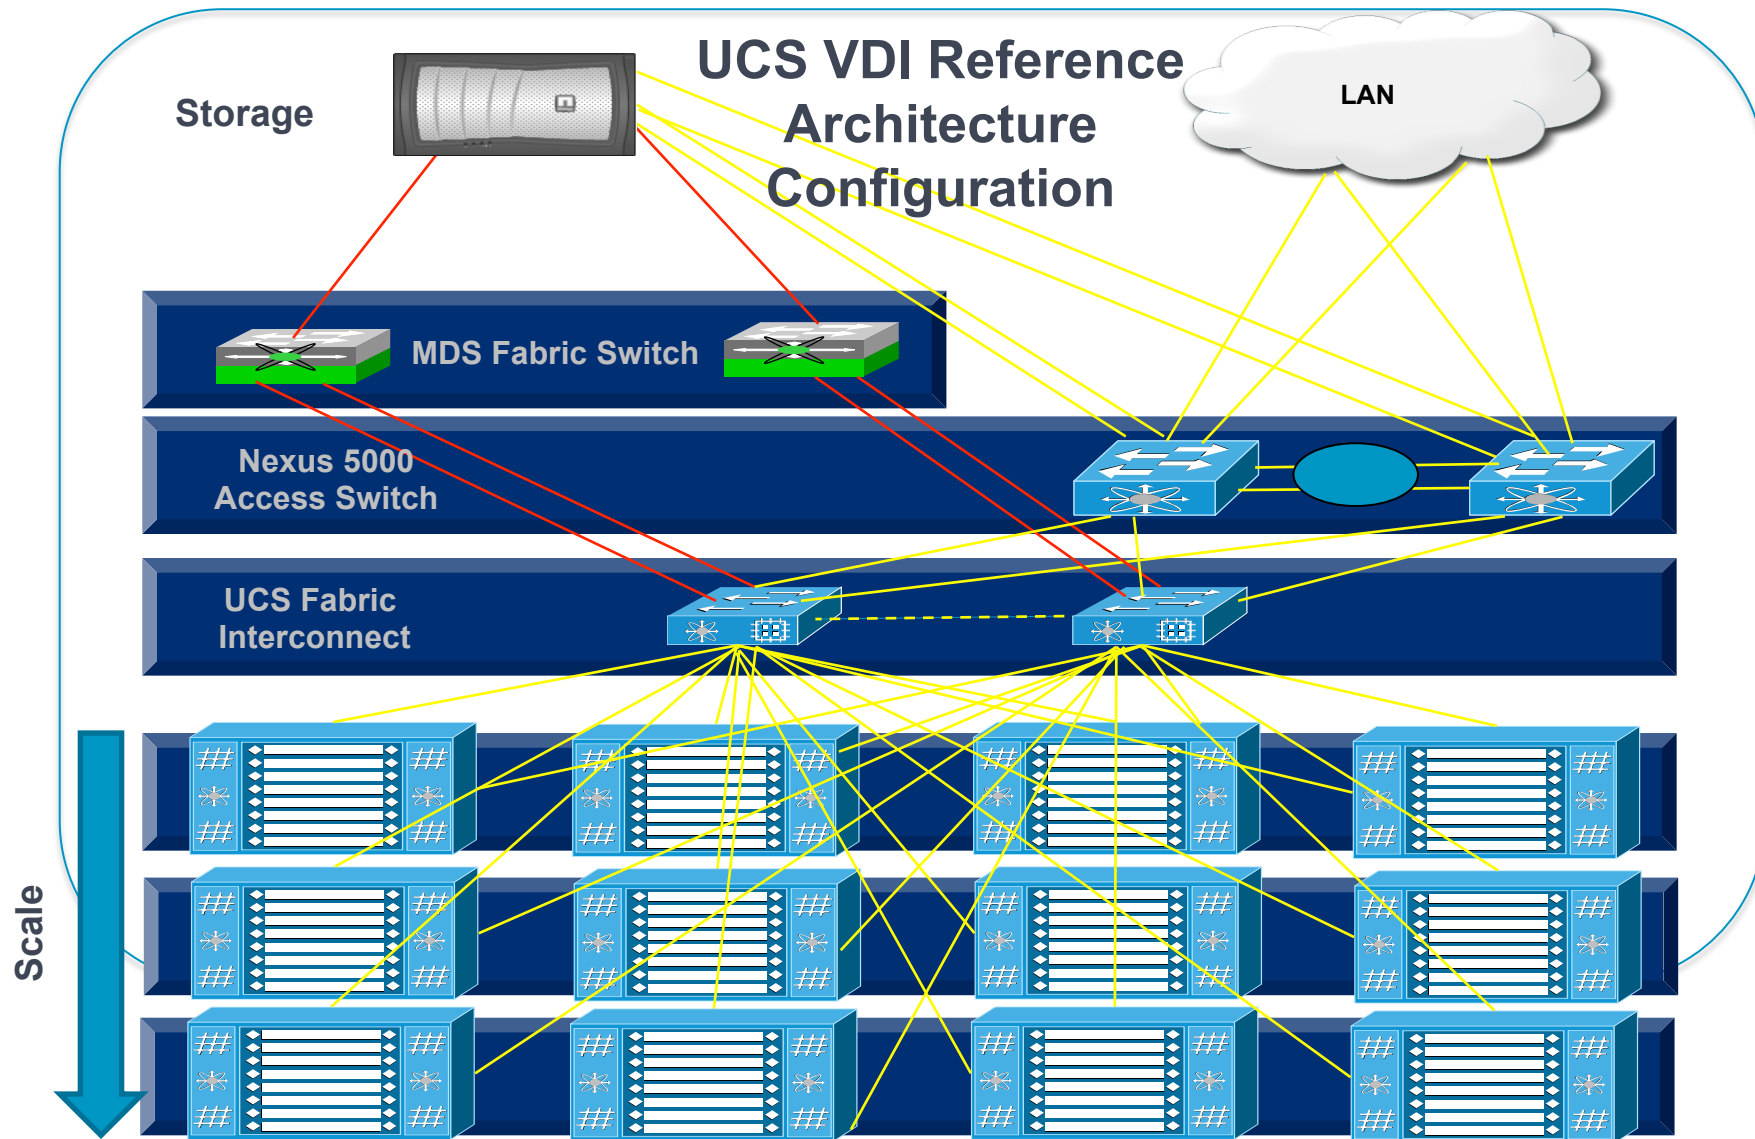 UCS VDI Reference
Architecture
Configuration
Storage
LAN
MDS Fabric Switch
Nexus 5000
Access Switch
UCS Fabric
Interconnect
Scale